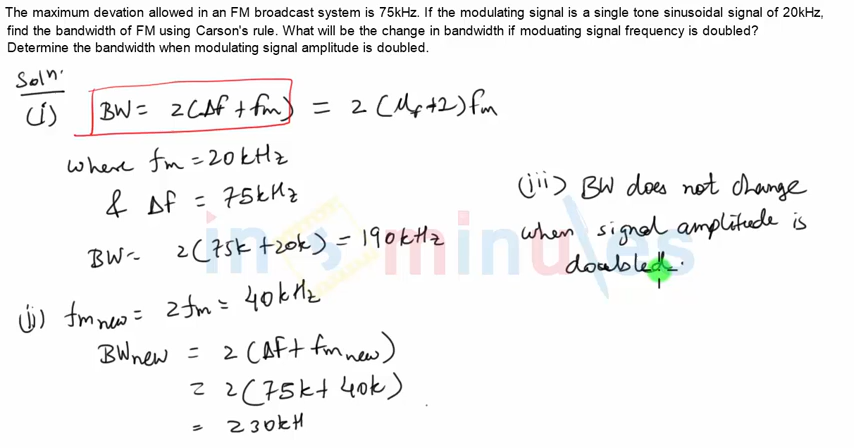 The maximum devation allowed in an FM broadcast system is 75kHz. If the modulating signal is a single tone sinusoidal signal of 20kHz,
find the bandwidth of FM using Carson's rule. What will be the change in bandwidth if moduating signal frequency is doubled?
Determine the bandwidth when modulating signal amplitude is doubled.
Solⁿ.
(i) BW = 2(Δf + fm) = 2 (Mf+2) fm
where fm = 20kHz
& Δf = 75kHz
BW = 2(75k +20k) = 190kHz
(ii) fm new = 2fm = 40kHz
BWnew = 2 (Δf + fm new)
= 2(75k + 40k)
= 230kH
(iii) BW does not change
when signal amplitude is
doubled.
in minutes